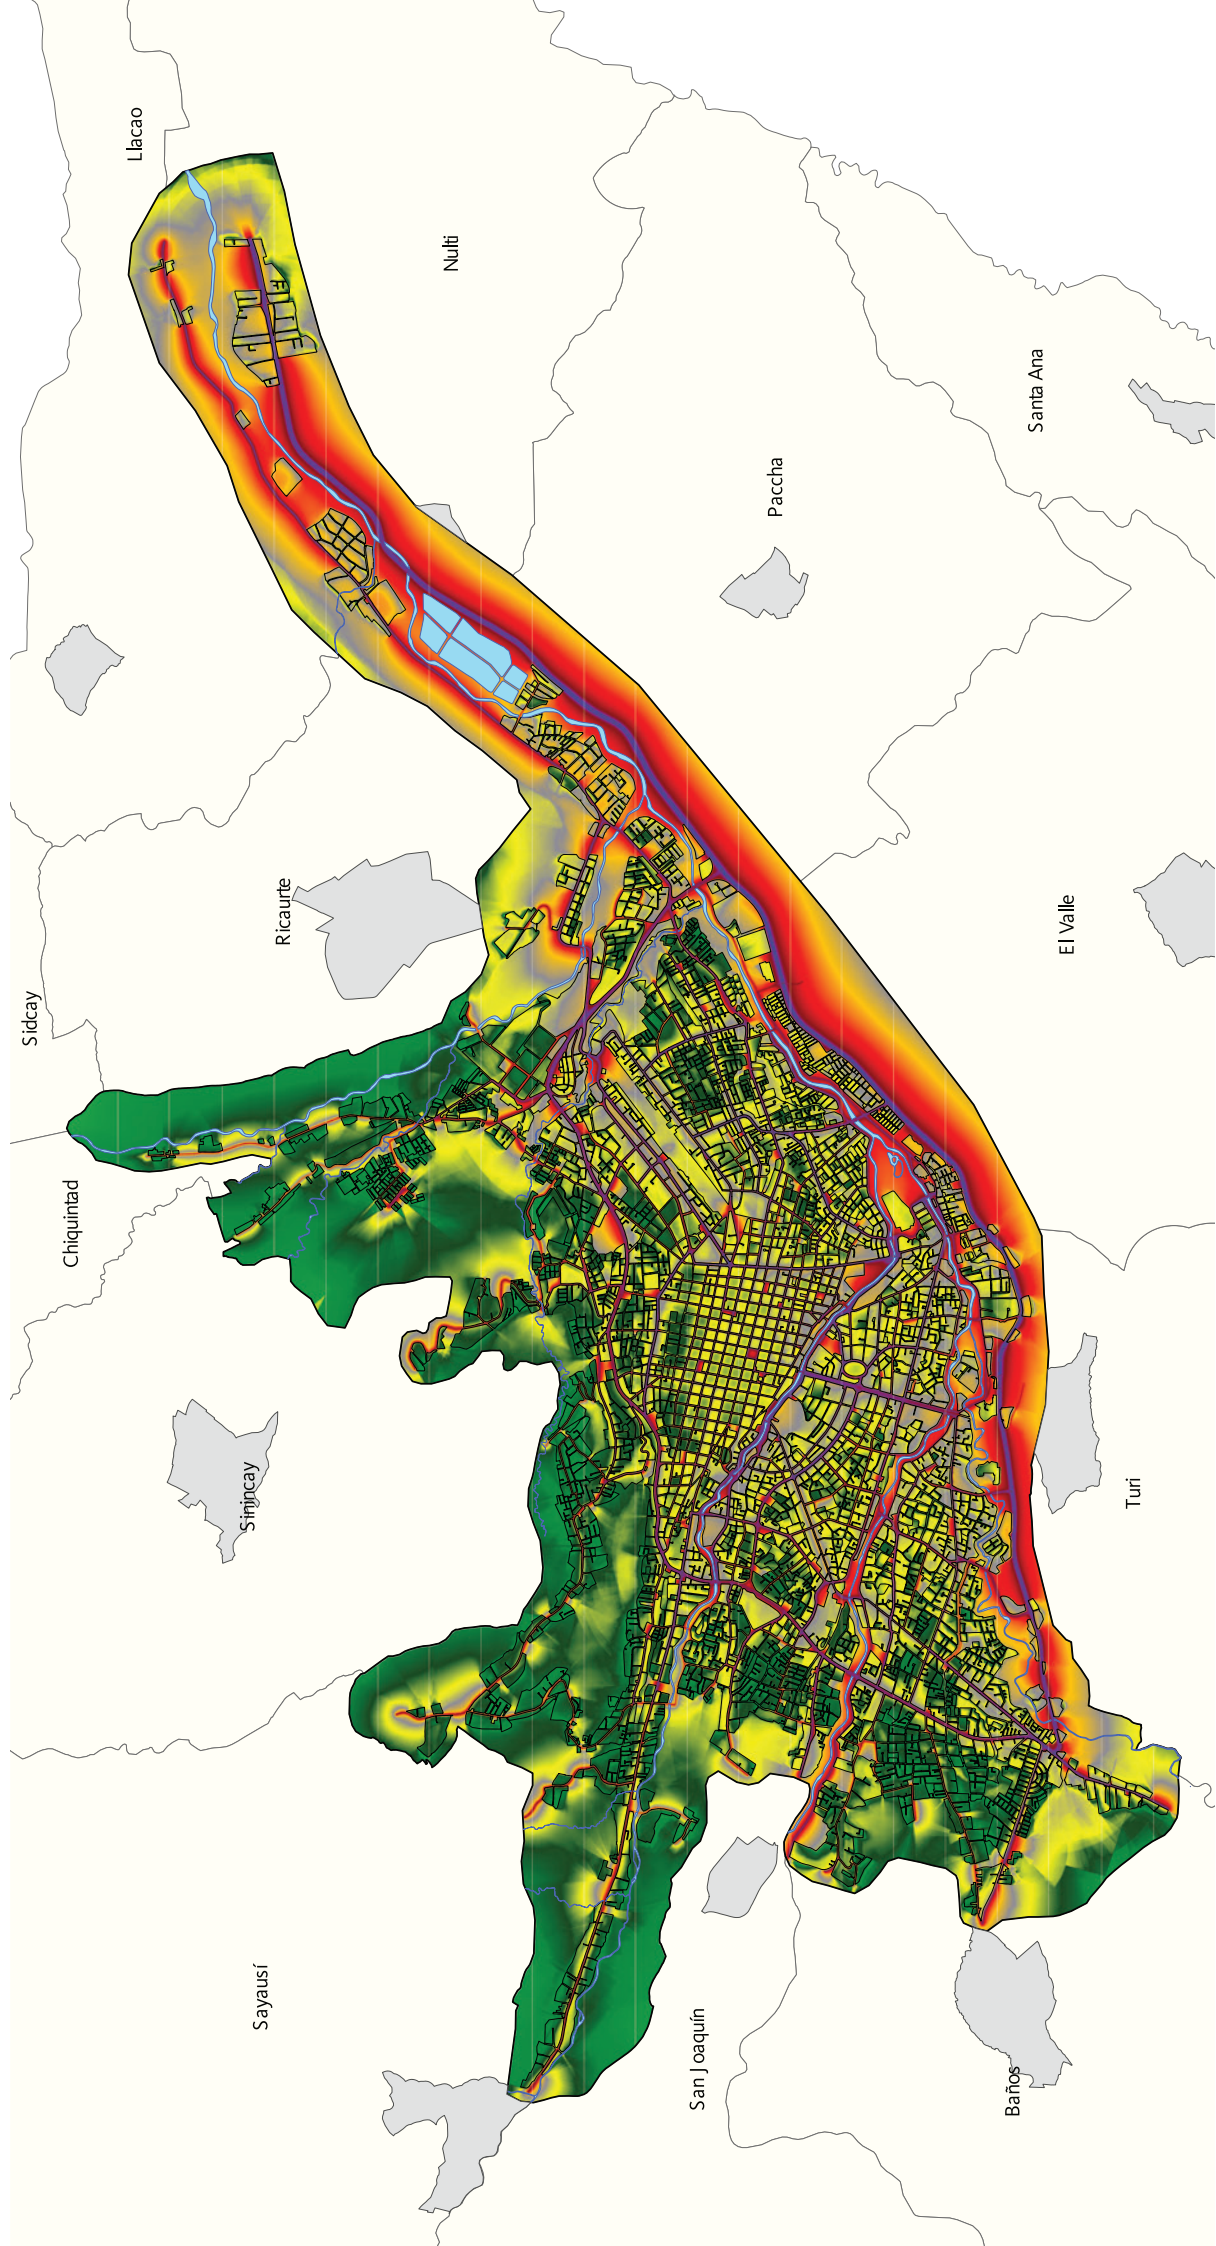 Llacao
Nulti
Santa Ana
Paccha
Ricaurte
El Valle
Sidcay
Chiquintad
Sinincay
Turi
Sayausí
San Joaquín
Baños